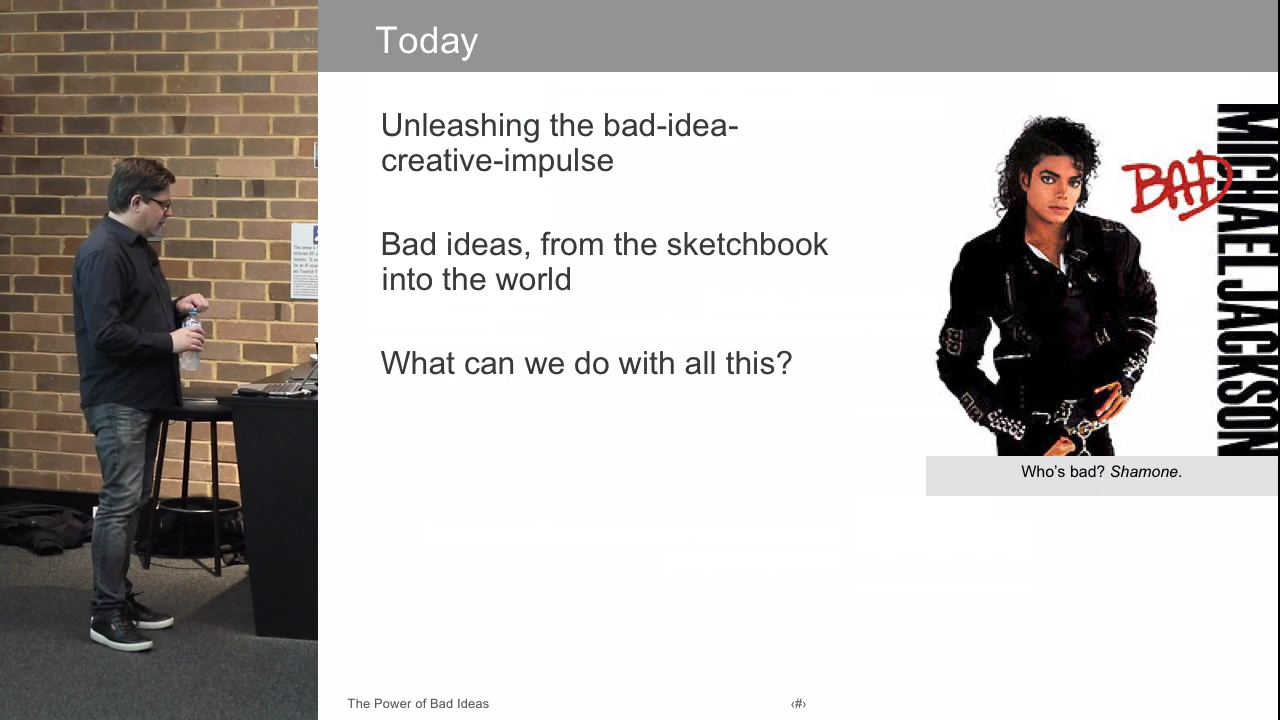 Today
Unleashing the bad-idea-
creative-impulse
Bad ideas, from the sketchbook
into the world
What can we do with all this?
BAD
MICHAEL JACKSON
Who's bad? Shamone.
The Power of Bad Ideas
‹#›